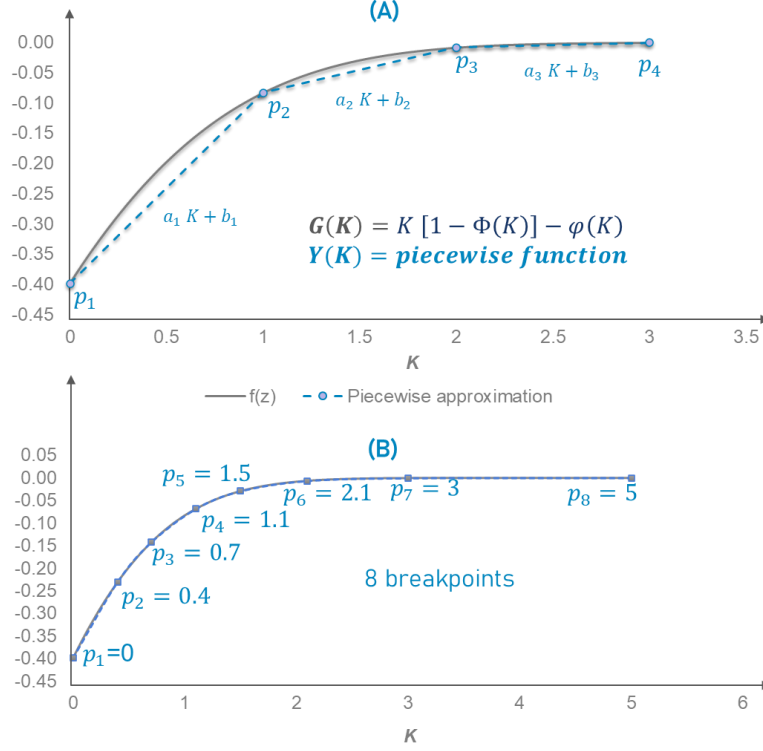 (A)
0.00
-0.05
-0.10
-0.15
-0.20
-0.25
-0.30
-0.35
-0.40
-0.45
p₁
p₂
p₃
p₄
a₁ K + b₁
a₂ K + b₂
a₃ K + b₃
G(K) = K [1 − Φ(K)] − φ(K)
Y(K) = piecewise function
0 0.5 1 1.5 2 2.5 3 3.5
K
f(z) Piecewise approximation
(B)
0.05
0.00
-0.05
-0.10
-0.15
-0.20
-0.25
-0.30
-0.35
-0.40
-0.45
p₅ = 1.5
p₆ = 2.1
p₇ = 3
p₈ = 5
p₄ = 1.1
p₃ = 0.7
p₂ = 0.4
p₁=0
8 breakpoints
0 1 2 3 4 5 6
K